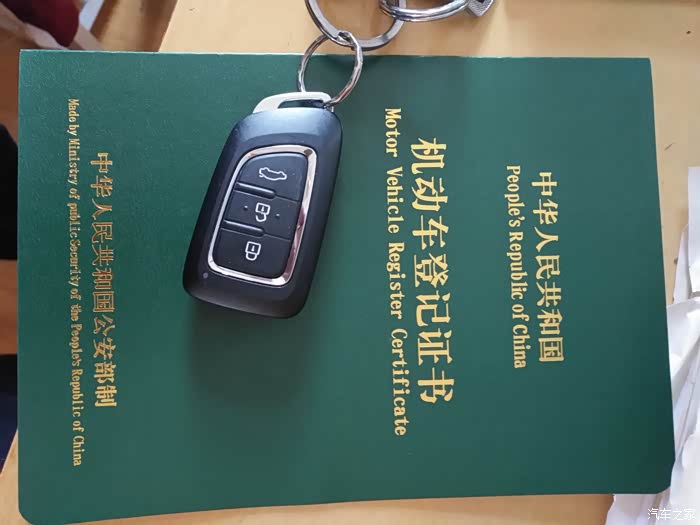 中华人民共和国
People's Republic of China
机动车登记证书
Motor Vehicle Register Certificate
中华人民共和国公安部制
Made by Ministry of public Security of the People's Republic of China
汽车之家